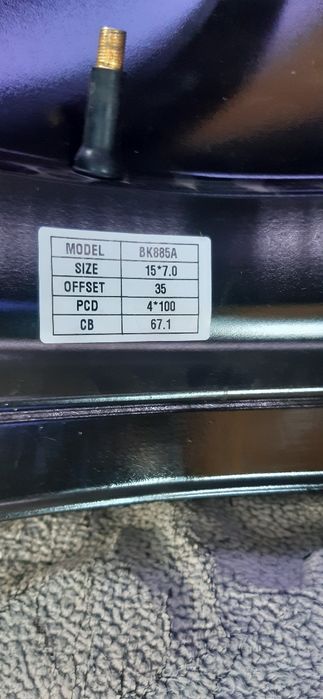 MODEL BK885A
SIZE 15*7.0
OFFSET 35
PCD 4*100
CB 67.1